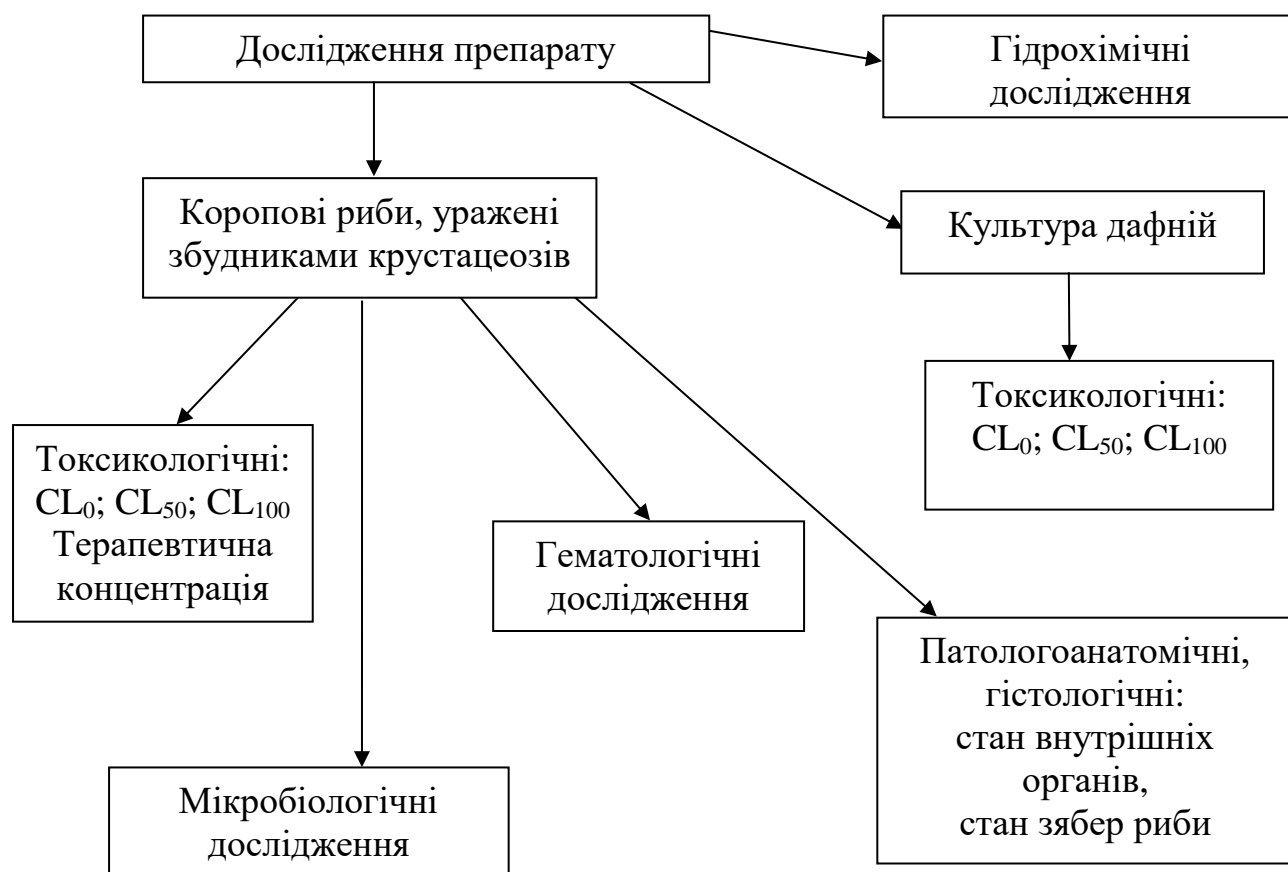 Дослідження препарату
Гідрохімічні
дослідження
Коропові риби, уражені
збудниками крустацеозів
Культура дафній
Токсикологічні:
CL₀; CL₅₀; CL₁₀₀
Токсикологічні:
CL₀; CL₅₀; CL₁₀₀
Терапевтична
концентрація
Гематологічні
дослідження
Патологоанатомічні,
гістологічні:
стан внутрішніх
органів,
стан зябер риби
Мікробіологічні
дослідження